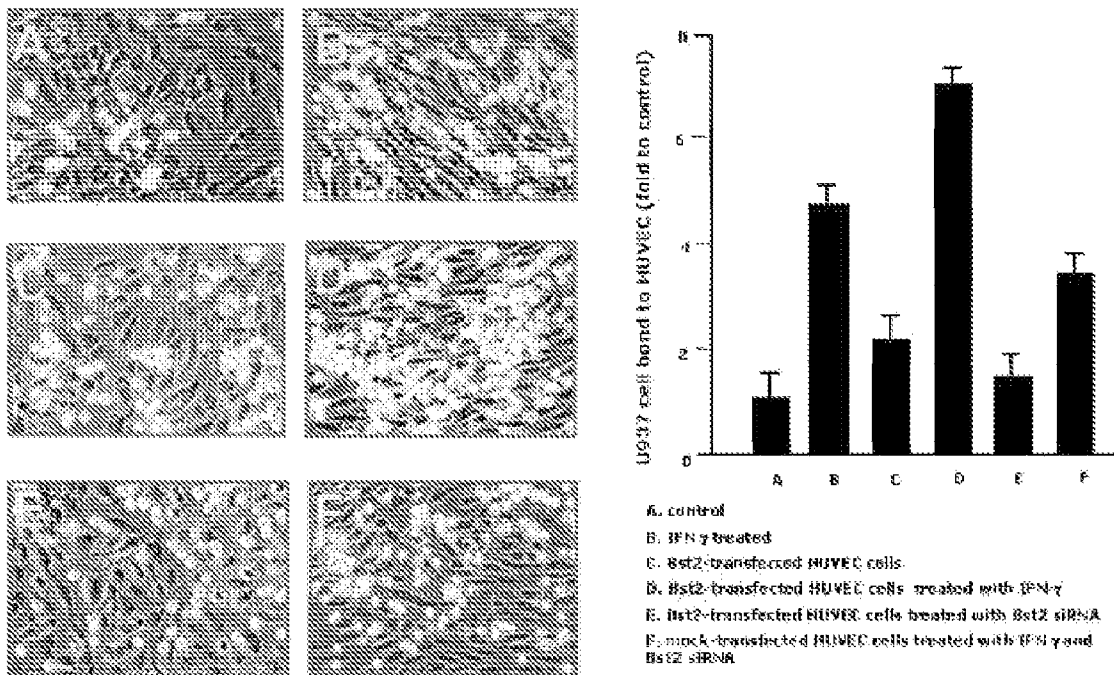 A
B
C
D
E
F
U937 cell bond to HUVEC (fold to control)
8
6
4
2
0
A B C D E F
A. control
B. IFN γ treated
C. Bst2-transfected HUVEC cells
D. Bst2-transfected HUVEC cells treated with IFN-γ
E. Bst2-transfected HUVEC cells treated with Bst2 siRNA
F. mock-transfected HUVEC cells treated with IFN γ and
Bst2 siRNA